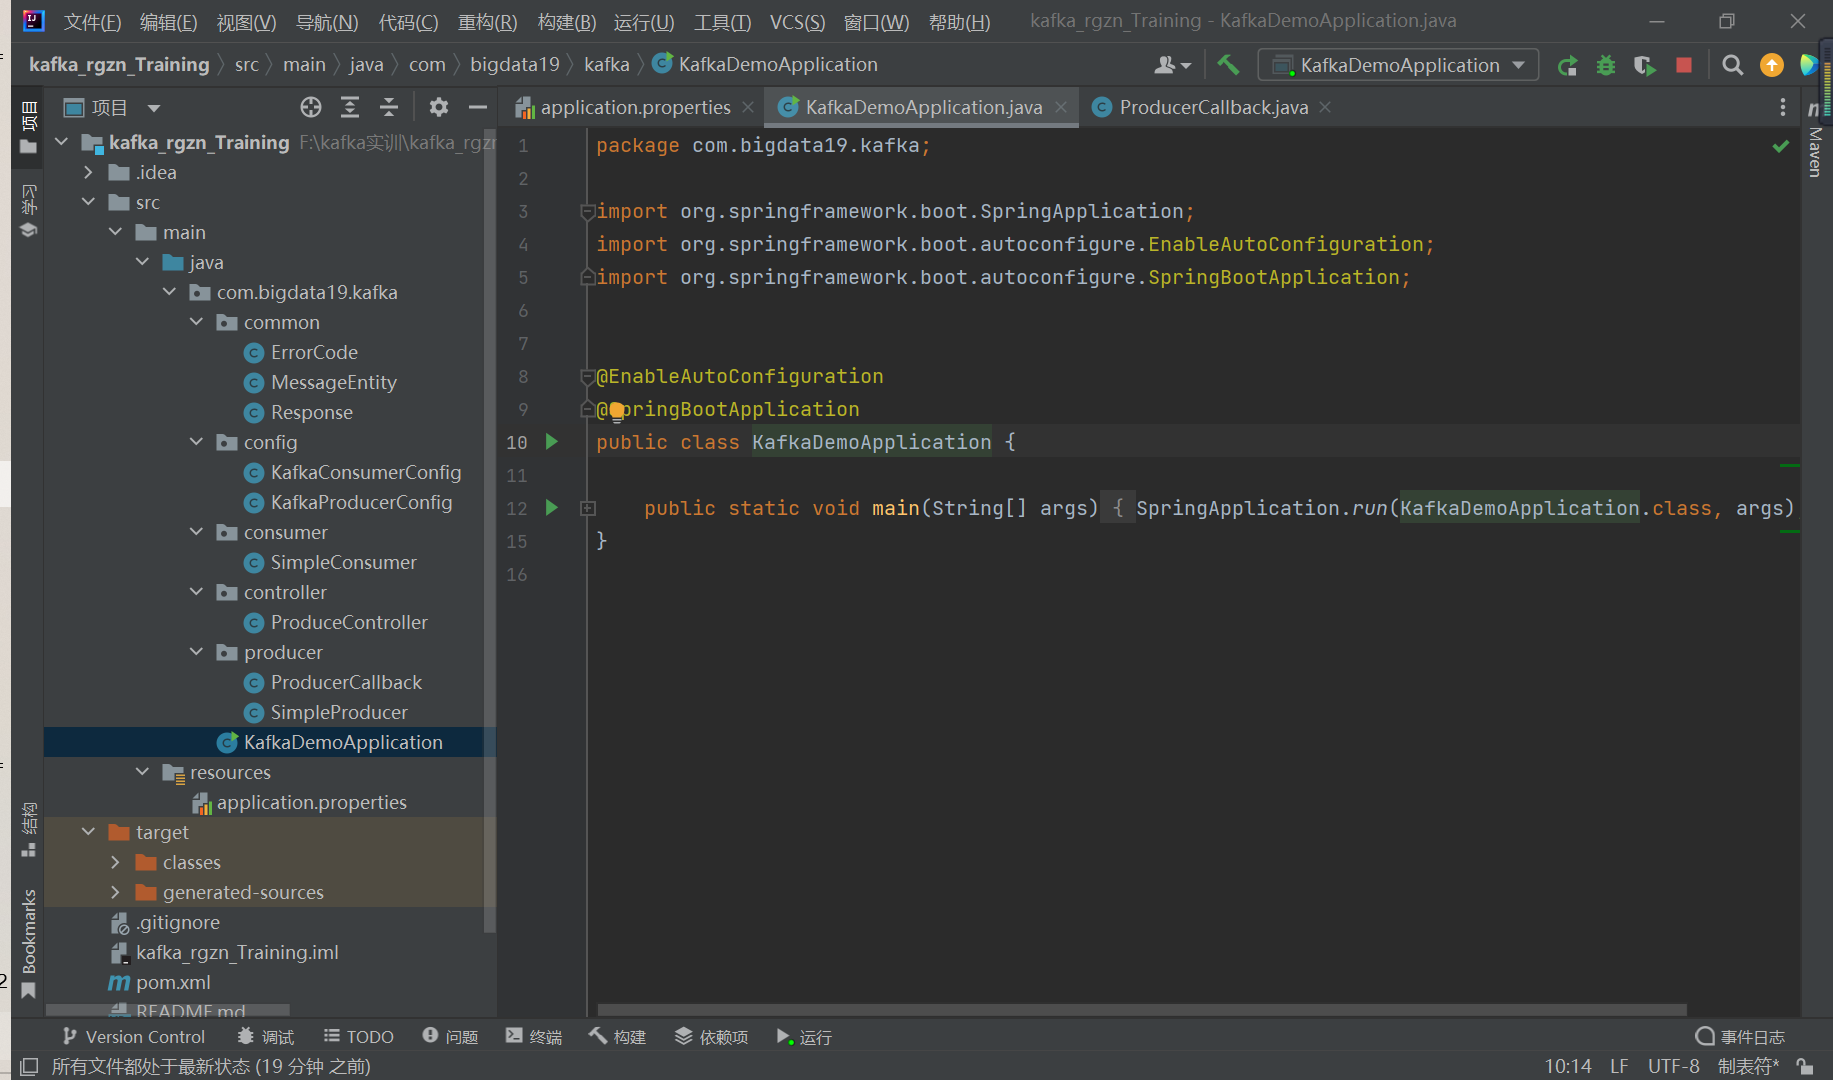 文件(F) 编辑(E) 视图(V) 导航(N) 代码(C) 重构(R) 构建(B) 运行(U) 工具(T) VCS(S) 窗口(W) 帮助(H) kafka_rgzn_Training - KafkaDemoApplication.java
kafka_rgzn_Training src main java com bigdata19 kafka KafkaDemoApplication
KafkaDemoApplication
项目
application.properties
KafkaDemoApplication.java
ProducerCallback.java
项目
学习
结构
Bookmarks
Maven
kafka_rgzn_Training F:\kafka实训\kafka_rgzn
.idea
src
main
java
com.bigdata19.kafka
common
ErrorCode
MessageEntity
Response
config
KafkaConsumerConfig
KafkaProducerConfig
consumer
SimpleConsumer
controller
ProduceController
producer
ProducerCallback
SimpleProducer
KafkaDemoApplication
resources
application.properties
target
classes
generated-sources
.gitignore
kafka_rgzn_Training.iml
pom.xml
README.md
1 package com.bigdata19.kafka;
2
3 import org.springframework.boot.SpringApplication;
4 import org.springframework.boot.autoconfigure.EnableAutoConfiguration;
5 import org.springframework.boot.autoconfigure.SpringBootApplication;
6
7
8 @EnableAutoConfiguration
9 @SpringBootApplication
10 public class KafkaDemoApplication {
11
12 public static void main(String[] args) { SpringApplication.run(KafkaDemoApplication.class, args)
15 }
16
Version Control 调试 TODO 问题 终端 构建 依赖项 运行 事件日志
所有文件都处于最新状态 (19 分钟 之前) 10:14 LF UTF-8 制表符*